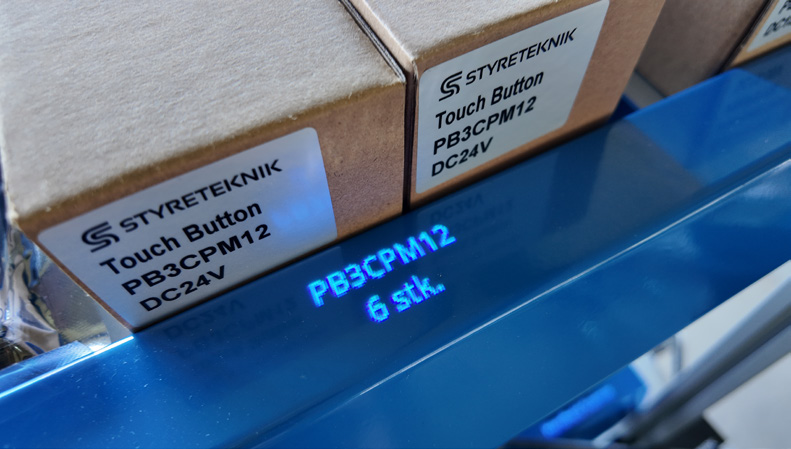 STYRETEKNIK
Touch Button
PB3CPM12
DC24V
STYRETEKNIK
Touch Button
PB3CPM12
DC24V
PB3CPM12
6 stk.